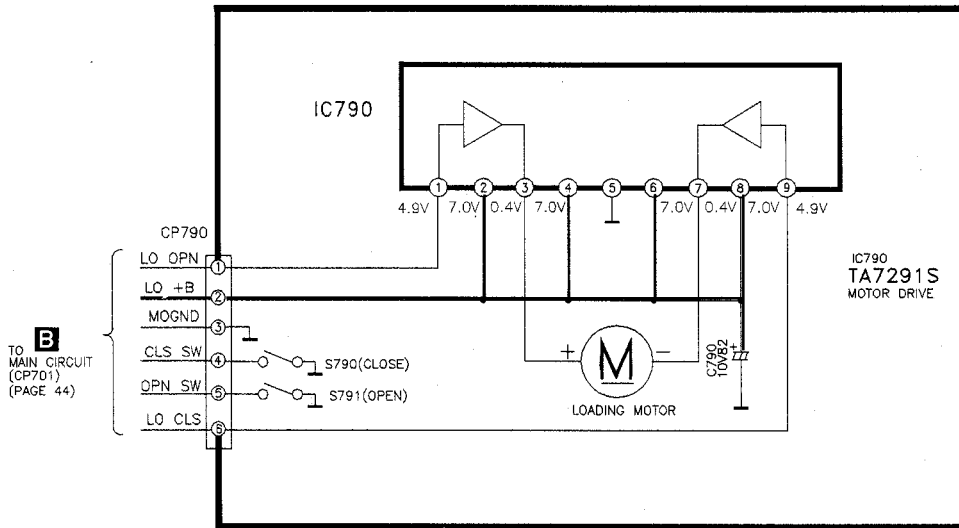 IC790
1 2 3 4 5 6 7 8 9
4.9V 7.0V 0.4V 7.0V 7.0V 0.4V 7.0V 4.9V
CP790
LO OPN 1
LO +B 2
MOGND 3
CLS SW 4
S790(CLOSE)
OPN SW 5
S791(OPEN)
LO CLS 6
TO B
MAIN CIRCUIT
(CP701)
(PAGE 44)
+ M −
LOADING MOTOR
C790
10V82
+
IC790
TA7291S
MOTOR DRIVE